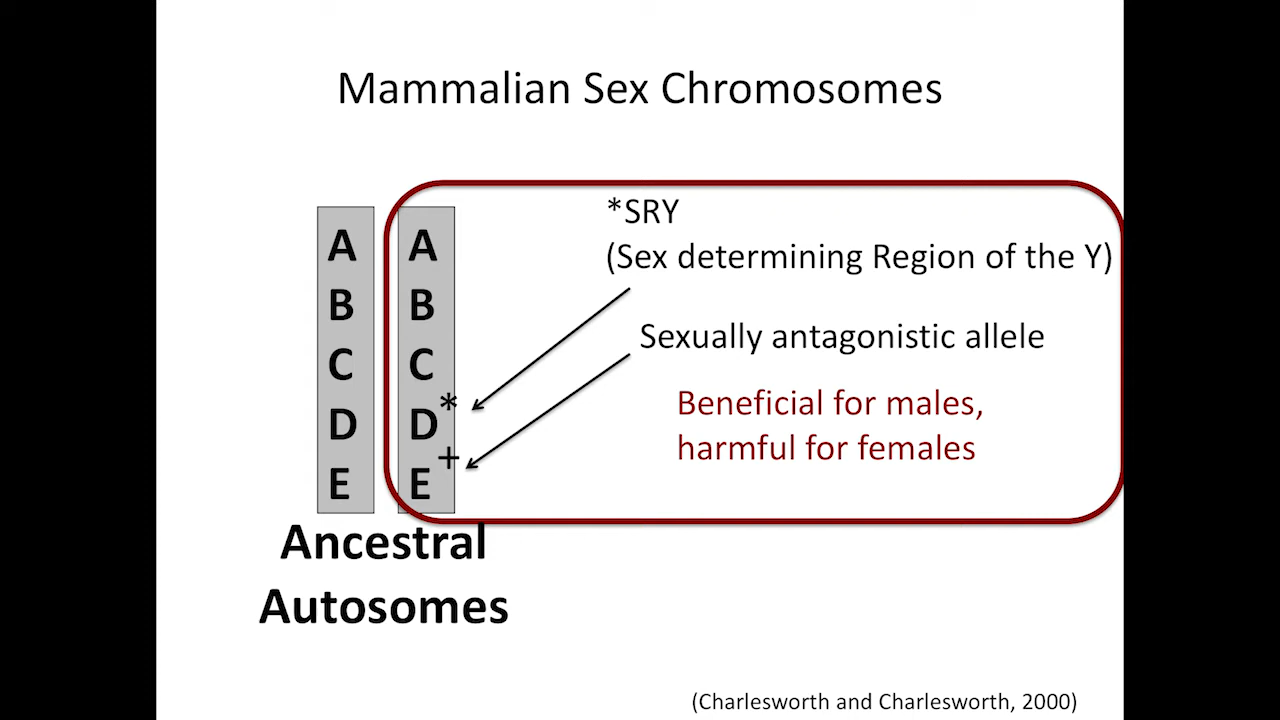 Mammalian Sex Chromosomes
*SRY
(Sex determining Region of the Y)
Sexually antagonistic allele
Beneficial for males,
harmful for females
A A
B B
C C
D D*
E E+
Ancestral
Autosomes
(Charlesworth and Charlesworth, 2000)